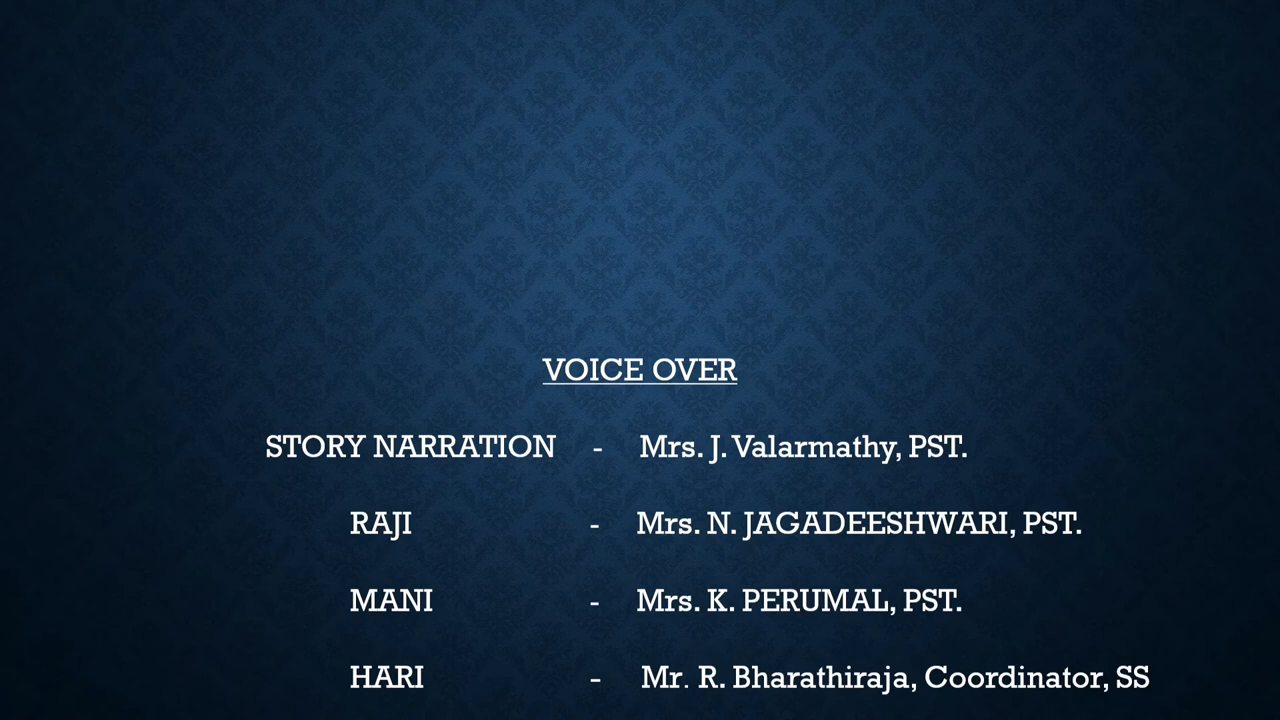 VOICE OVER
STORY NARRATION - Mrs. J. Valarmathy, PST.
RAJI - Mrs. N. JAGADEESHWARI, PST.
MANI - Mrs. K. PERUMAL, PST.
HARI - Mr. R. Bharathiraja, Coordinator, SS